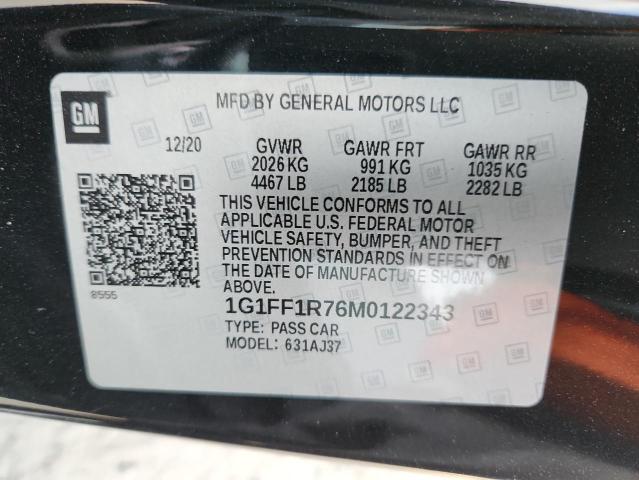 GM
MFD BY GENERAL MOTORS LLC
12/20 GVWR GAWR FRT GAWR RR
2026 KG 991 KG 1035 KG
4467 LB 2185 LB 2282 LB
THIS VEHICLE CONFORMS TO ALL
APPLICABLE U.S. FEDERAL MOTOR
VEHICLE SAFETY, BUMPER, AND THEFT
PREVENTION STANDARDS IN EFFECT ON
THE DATE OF MANUFACTURE SHOWN
ABOVE.
8555
1G1FF1R76M0122343
TYPE: PASS CAR
MODEL: 631AJ37